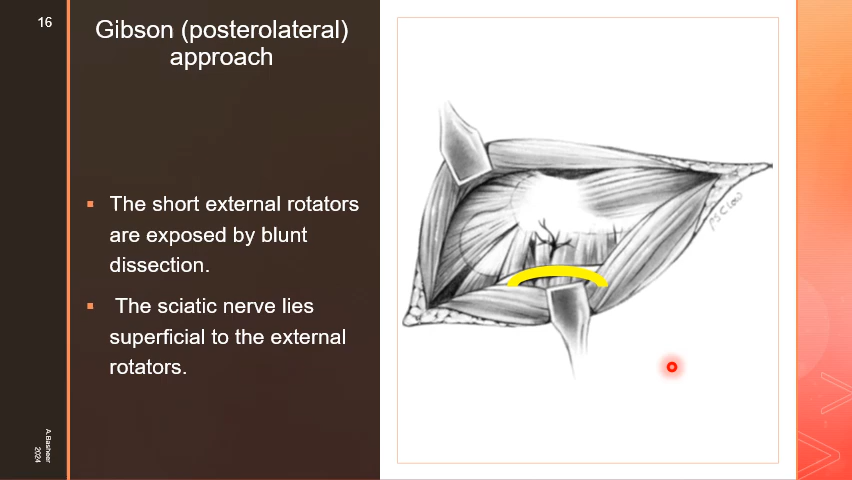 16
Gibson (posterolateral)
approach
▪ The short external rotators
are exposed by blunt
dissection.
▪ The sciatic nerve lies
superficial to the external
rotators.
A.Basheer
2024